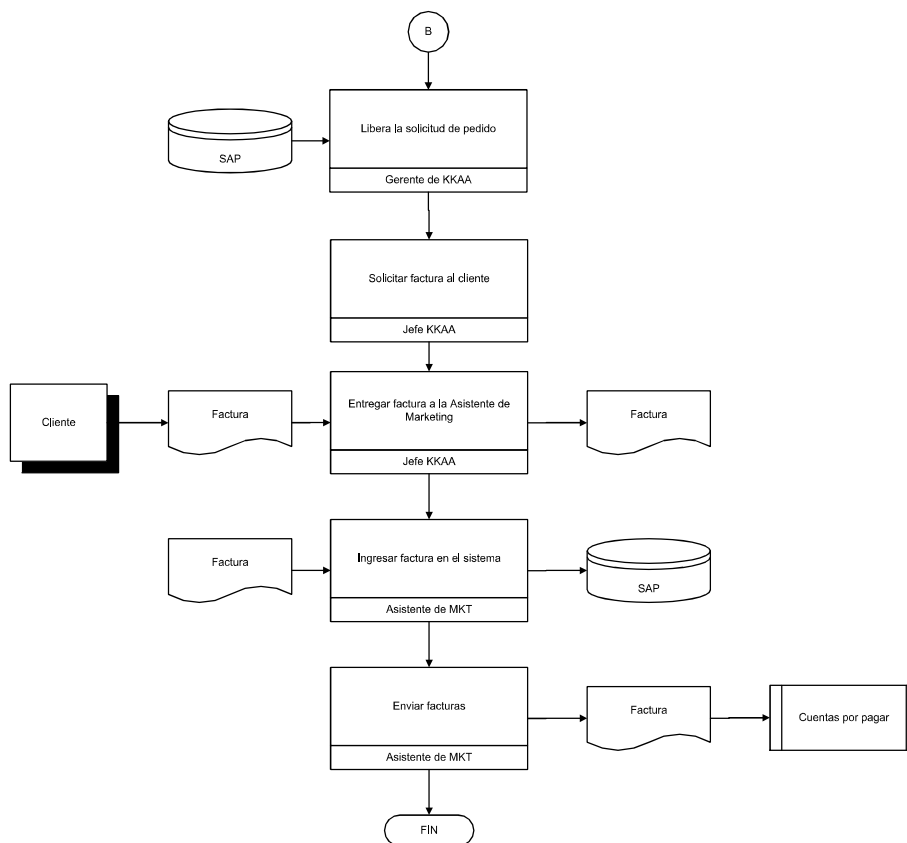 B
Libera la solicitud de pedido
SAP
Gerente de KKAA
Solicitar factura al cliente
Jefe KKAA
Cliente
Factura
Entregar factura a la Asistente de
Marketing
Factura
Jefe KKAA
Factura
Ingresar factura en el sistema
SAP
Asistente de MKT
Enviar facturas
Factura
Cuentas por pagar
Asistente de MKT
FIN